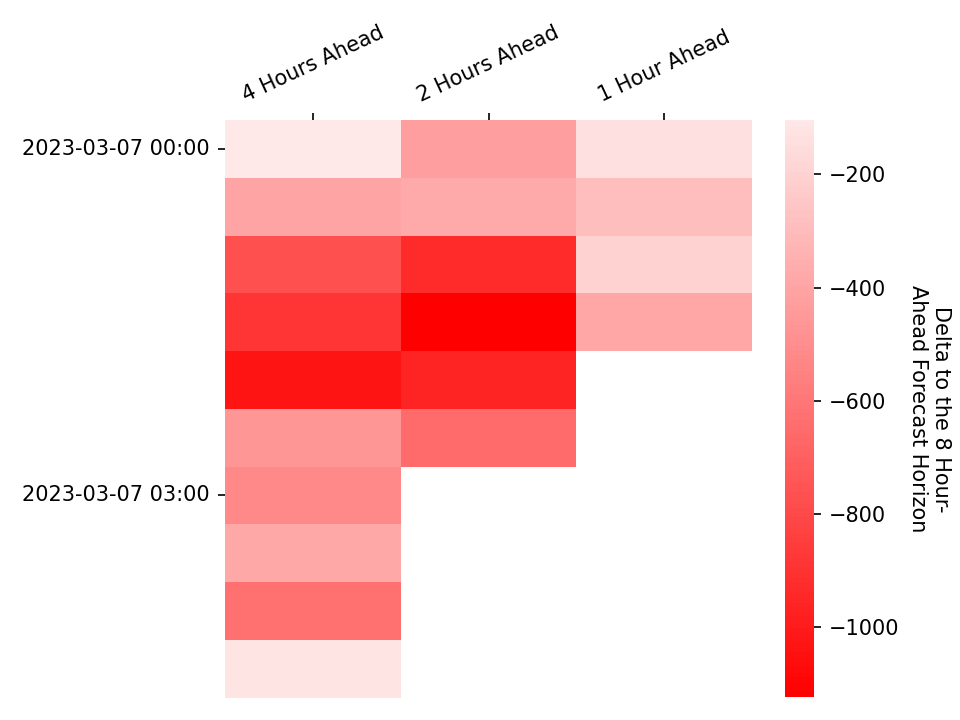 4 Hours Ahead
2 Hours Ahead
1 Hour Ahead
2023-03-07 00:00
2023-03-07 03:00
−200
−400
−600
−800
−1000
Delta to the 8 Hour-
Ahead Forecast Horizon